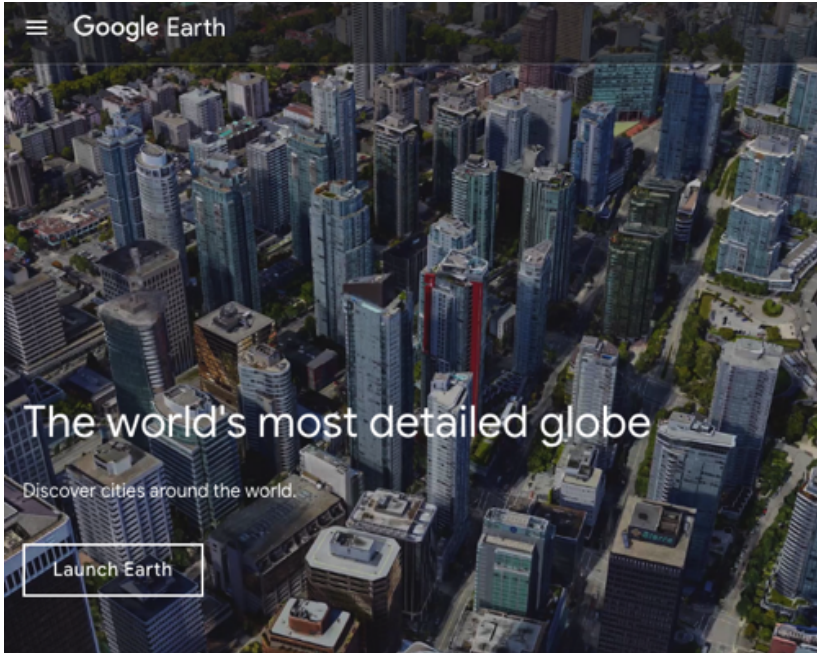 Google Earth
The world's most detailed globe
Discover cities around the world.
Launch Earth